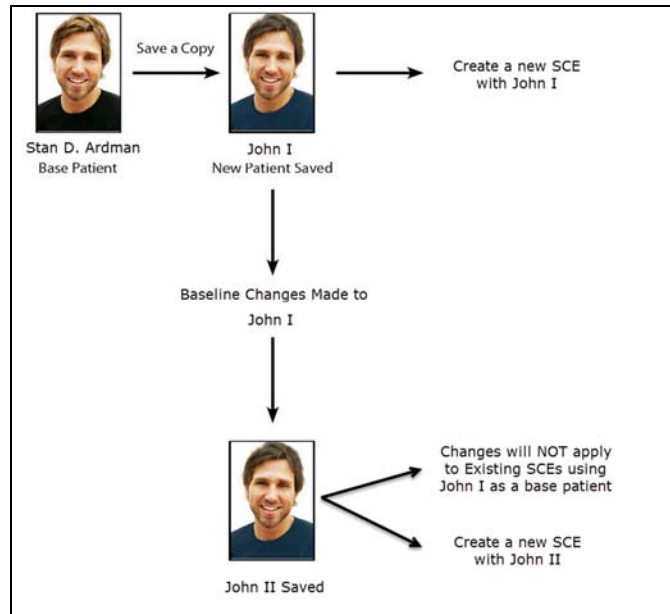 Save a Copy
Create a new SCE
with John I
Stan D. Ardman
Base Patient
John I
New Patient Saved
Baseline Changes Made to
John I
Changes will NOT apply
to Existing SCEs using
John I as a base patient
Create a new SCE
with John II
John II Saved